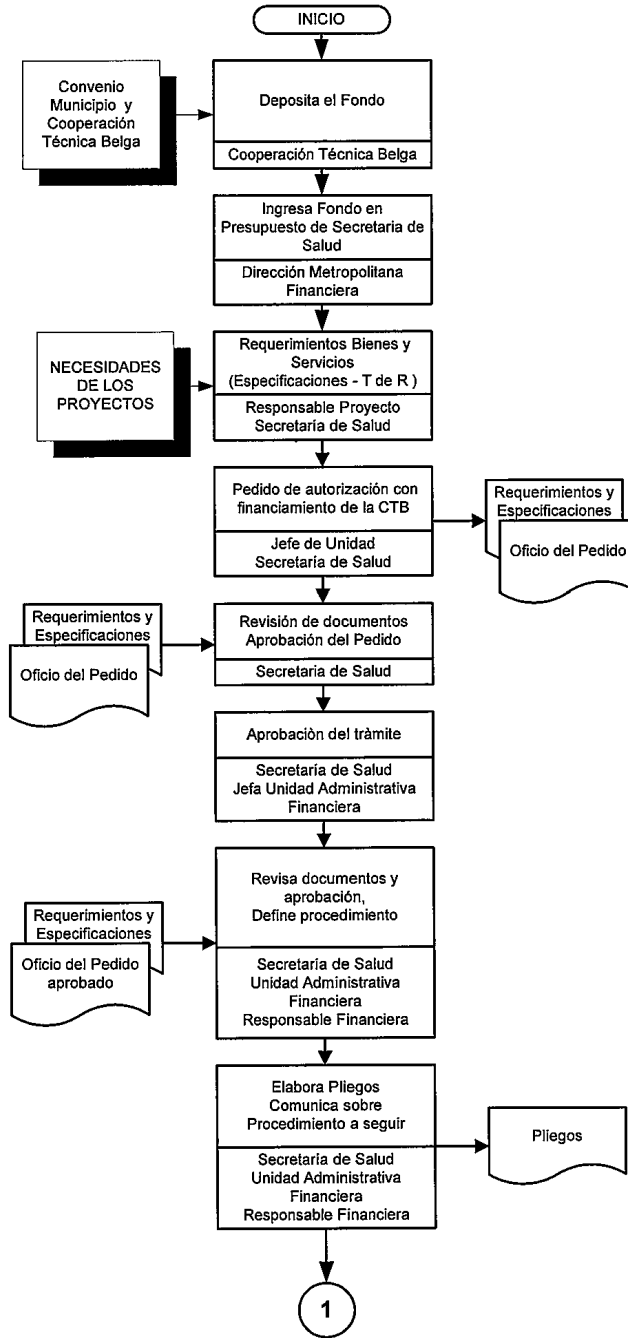 INICIO
Convenio
Municipio y
Cooperación
Técnica Belga
Deposita el Fondo
Cooperación Técnica Belga
Ingresa Fondo en
Presupuesto de Secretaria de
Salud
Dirección Metropolitana
Financiera
NECESIDADES
DE LOS
PROYECTOS
Requerimientos Bienes y
Servicios
(Especificaciones - T de R )
Responsable Proyecto
Secretaría de Salud
Pedido de autorización con
financiamiento de la CTB
Jefe de Unidad
Secretaría de Salud
Requerimientos y
Especificaciones
Oficio del Pedido
Requerimientos y
Especificaciones
Oficio del Pedido
Revisión de documentos
Aprobación del Pedido
Secretaria de Salud
Aprobaciòn del tràmite
Secretaría de Salud
Jefa Unidad Administrativa
Financiera
Requerimientos y
Especificaciones
Oficio del Pedido
aprobado
Revisa documentos y
aprobación,
Define procedimiento
Secretaría de Salud
Unidad Administrativa
Financiera
Responsable Financiera
Elabora Pliegos
Comunica sobre
Procedimiento a seguir
Secretaría de Salud
Unidad Administrativa
Financiera
Responsable Financiera
Pliegos
1